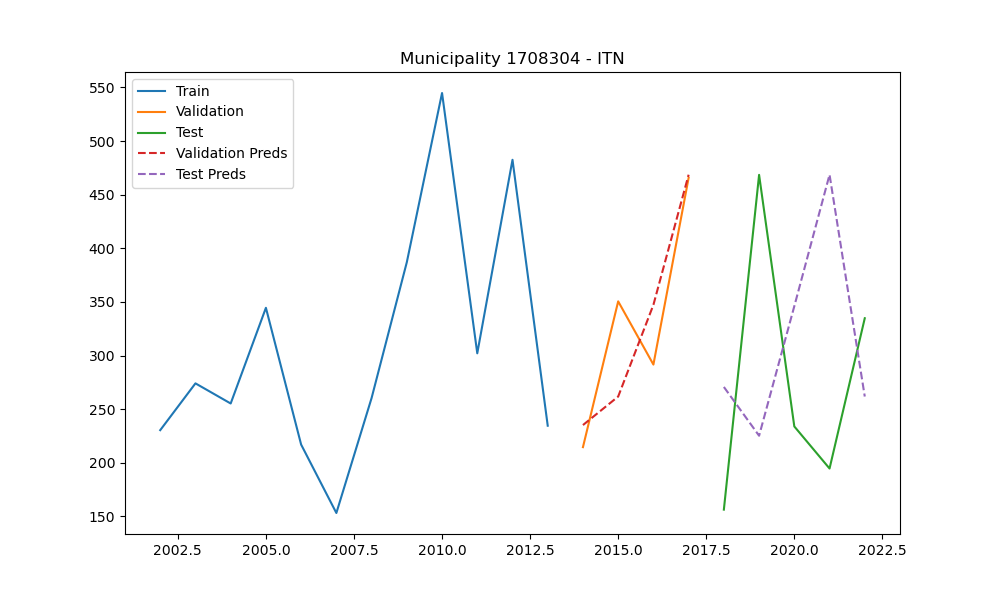 Municipality 1708304 - ITN
Train
Validation
Test
Validation Preds
Test Preds
550
500
450
400
350
300
250
200
150
2002.5 2005.0 2007.5 2010.0 2012.5 2015.0 2017.5 2020.0 2022.5